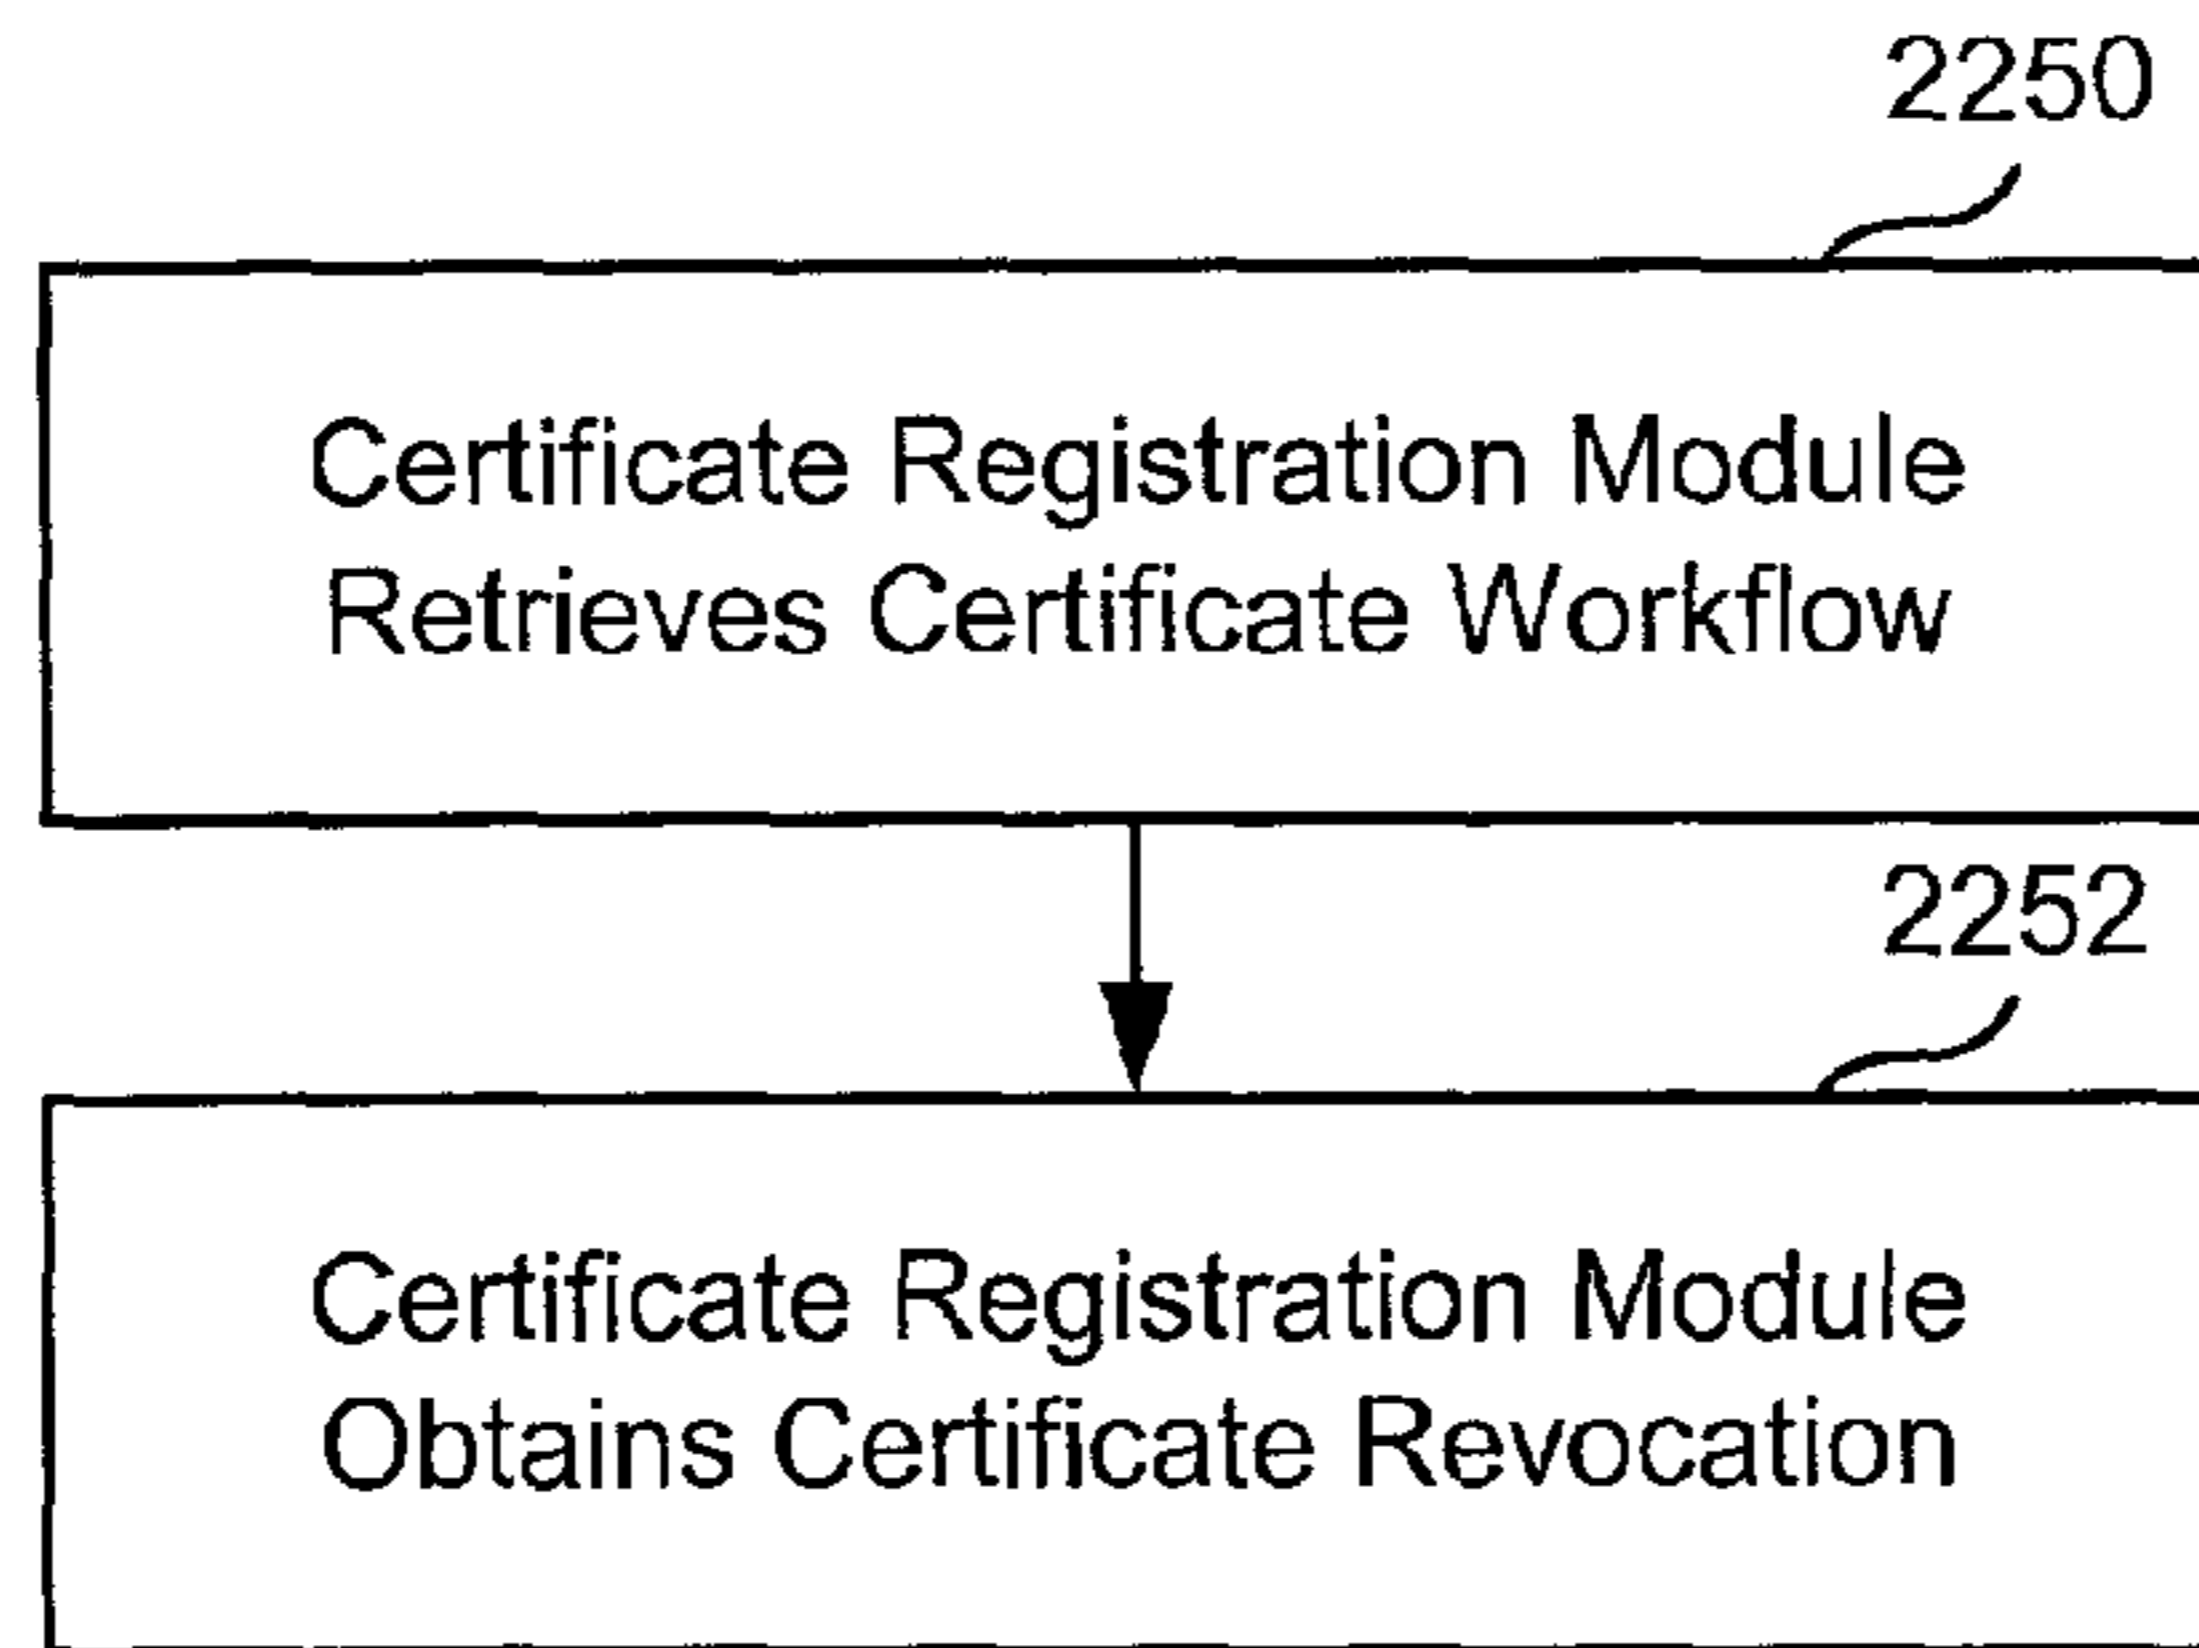 2250
Certificate Registration Module
Retrieves Certificate Workflow
2252
Certificate Registration Module
Obtains Certificate Revocation